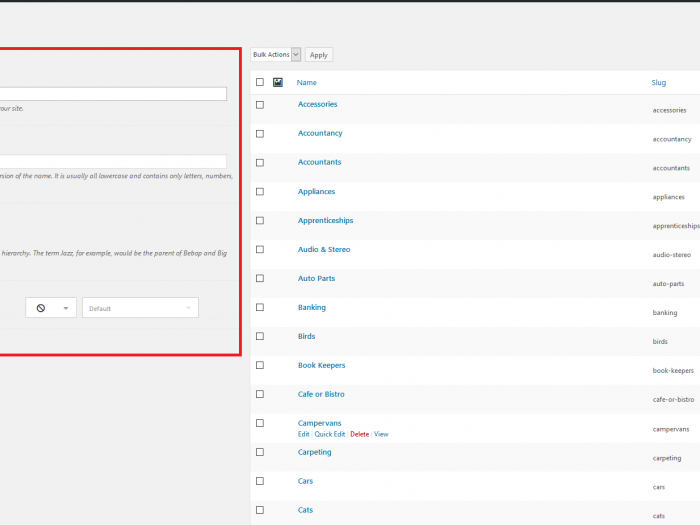 Bulk Actions Apply
Name Slug
our site.
Accessories accessories
Accountancy accountancy
Accountants accountants
rsion of the name. It is usually all lowercase and contains only letters, numbers,
Appliances appliances
Apprenticeships apprenticeships
hierarchy. The term Jazz, for example, would be the parent of Bebop and Big
Audio & Stereo audio-stereo
Auto Parts auto-parts
Default
Banking banking
Birds birds
Book Keepers book-keepers
Cafe or Bistro cafe-or-bistro
Campervans campervans
Edit | Quick Edit | Delete | View
Carpeting carpeting
Cars cars
Cats cats